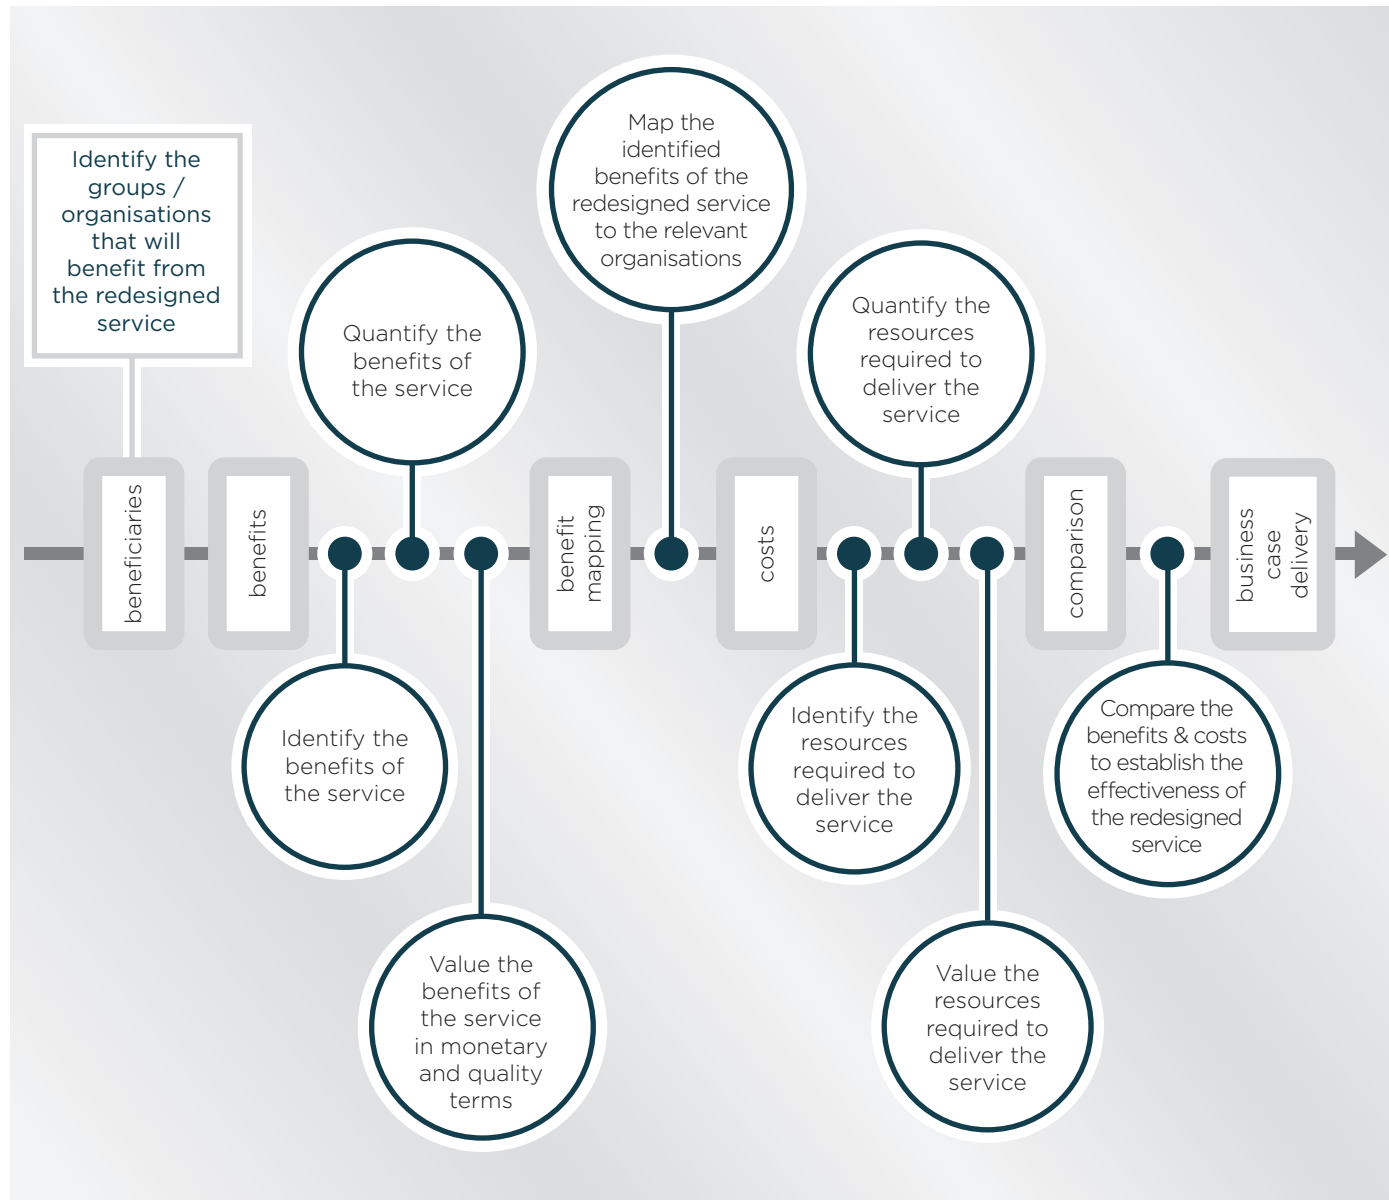 Identify the
groups /
organisations
that will
benefit from
the redesigned
service
beneficiaries
benefits
Identify the
benefits of
the service
Quantify the
benefits of
the service
Value the
benefits of
the service
in monetary
and quality
terms
benefit
mapping
Map the
identified
benefits of the
redesigned service
to the relevant
organisations
costs
Identify the
resources
required to
deliver the
service
Quantify the
resources
required to
deliver the
service
Value the
resources
required to
deliver the
service
comparison
Compare the
benefits & costs
to establish the
effectiveness of
the redesigned
service
business
case
delivery